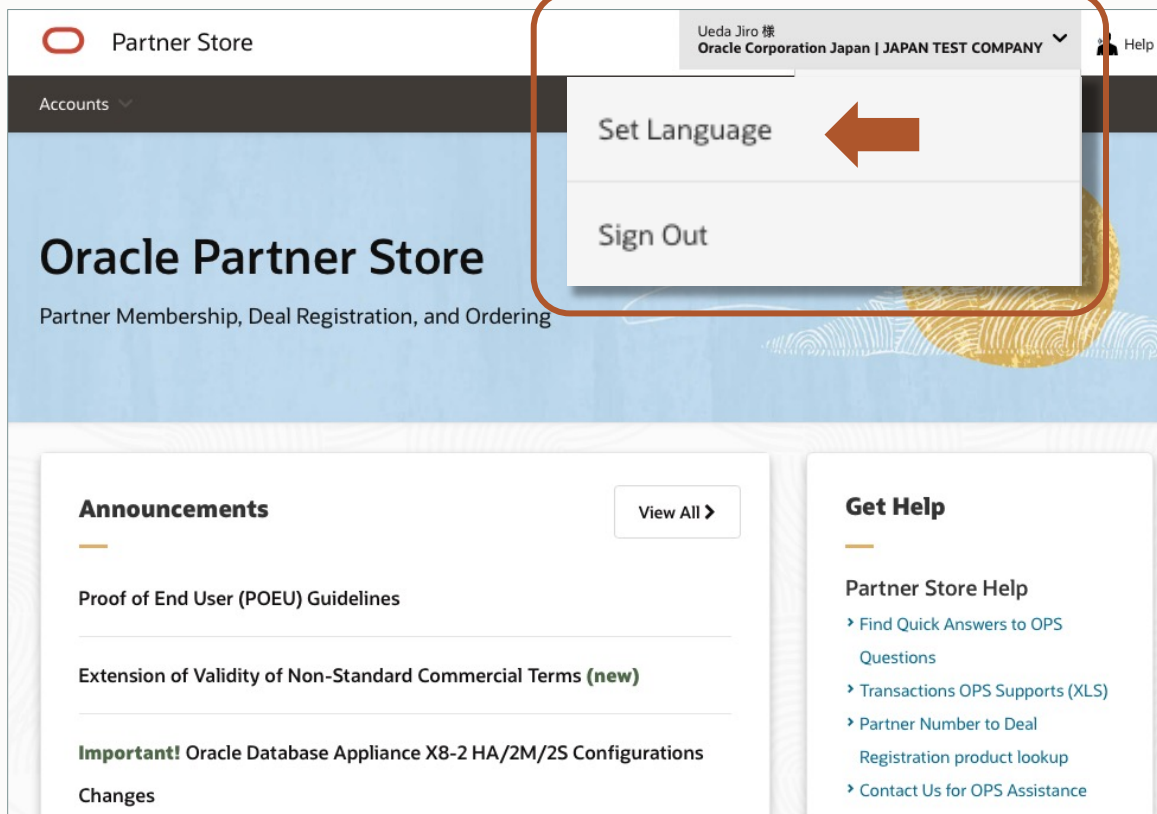 Partner Store
Ueda Jiro 様
Oracle Corporation Japan | JAPAN TEST COMPANY
Help
Accounts
Set Language
Sign Out
Oracle Partner Store
Partner Membership, Deal Registration, and Ordering
Announcements
View All
Proof of End User (POEU) Guidelines
Extension of Validity of Non-Standard Commercial Terms (new)
Important! Oracle Database Appliance X8-2 HA/2M/2S Configurations
Changes
Get Help
Partner Store Help
Find Quick Answers to OPS
Questions
Transactions OPS Supports (XLS)
Partner Number to Deal
Registration product lookup
Contact Us for OPS Assistance